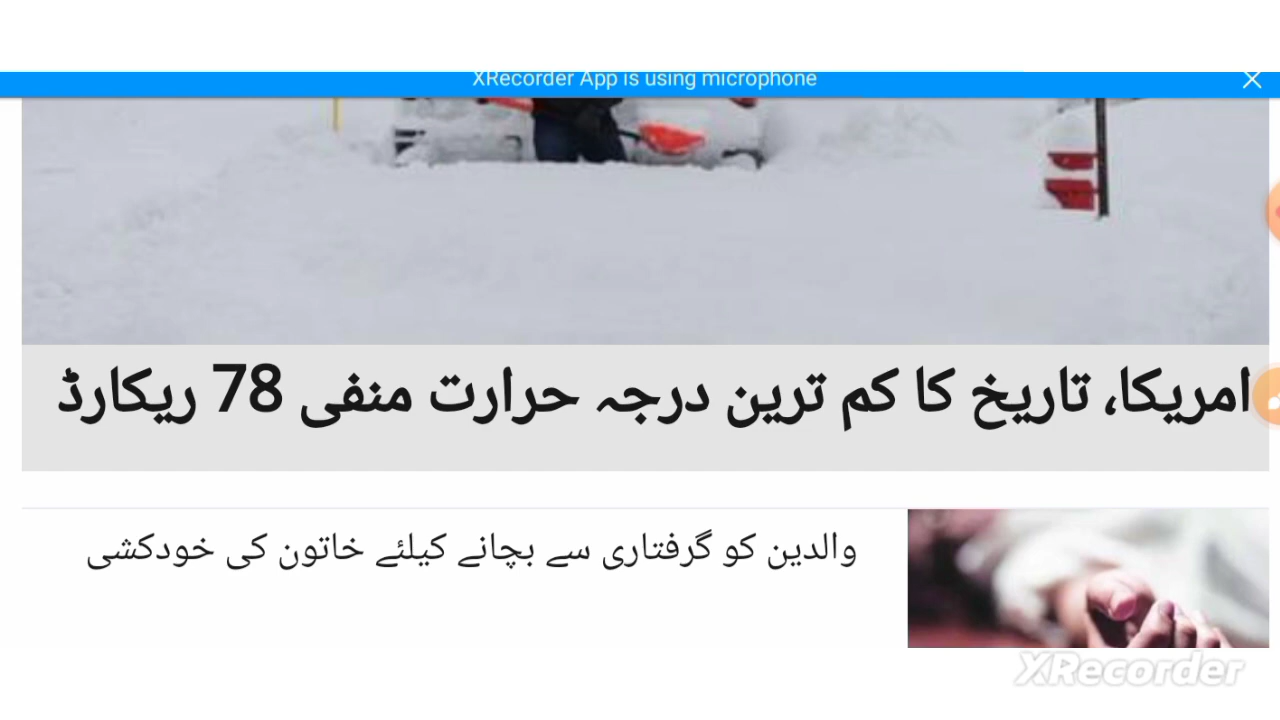 XRecorder App is using microphone
امریکا، تاریخ کا کم ترین درجہ حرارت منفی 78 ریکارڈ
والدین کو گرفتاری سے بچانے کیلئے خاتون کی خودکشی
XRecorder